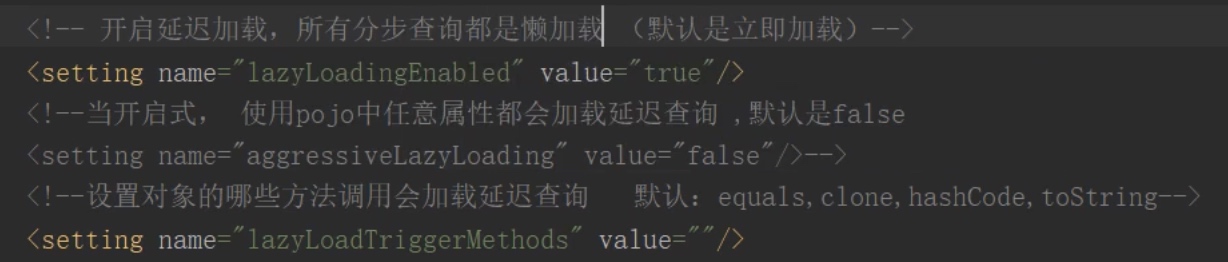 <!-- 开启延迟加载，所有分步查询都是懒加载 （默认是立即加载）-->
<setting name="lazyLoadingEnabled" value="true"/>
<!--当开启式， 使用pojo中任意属性都会加载延迟查询 ,默认是false
<setting name="aggressiveLazyLoading" value="false"/>-->
<!--设置对象的哪些方法调用会加载延迟查询 默认：equals,clone,hashCode,toString-->
<setting name="lazyLoadTriggerMethods" value=""/>